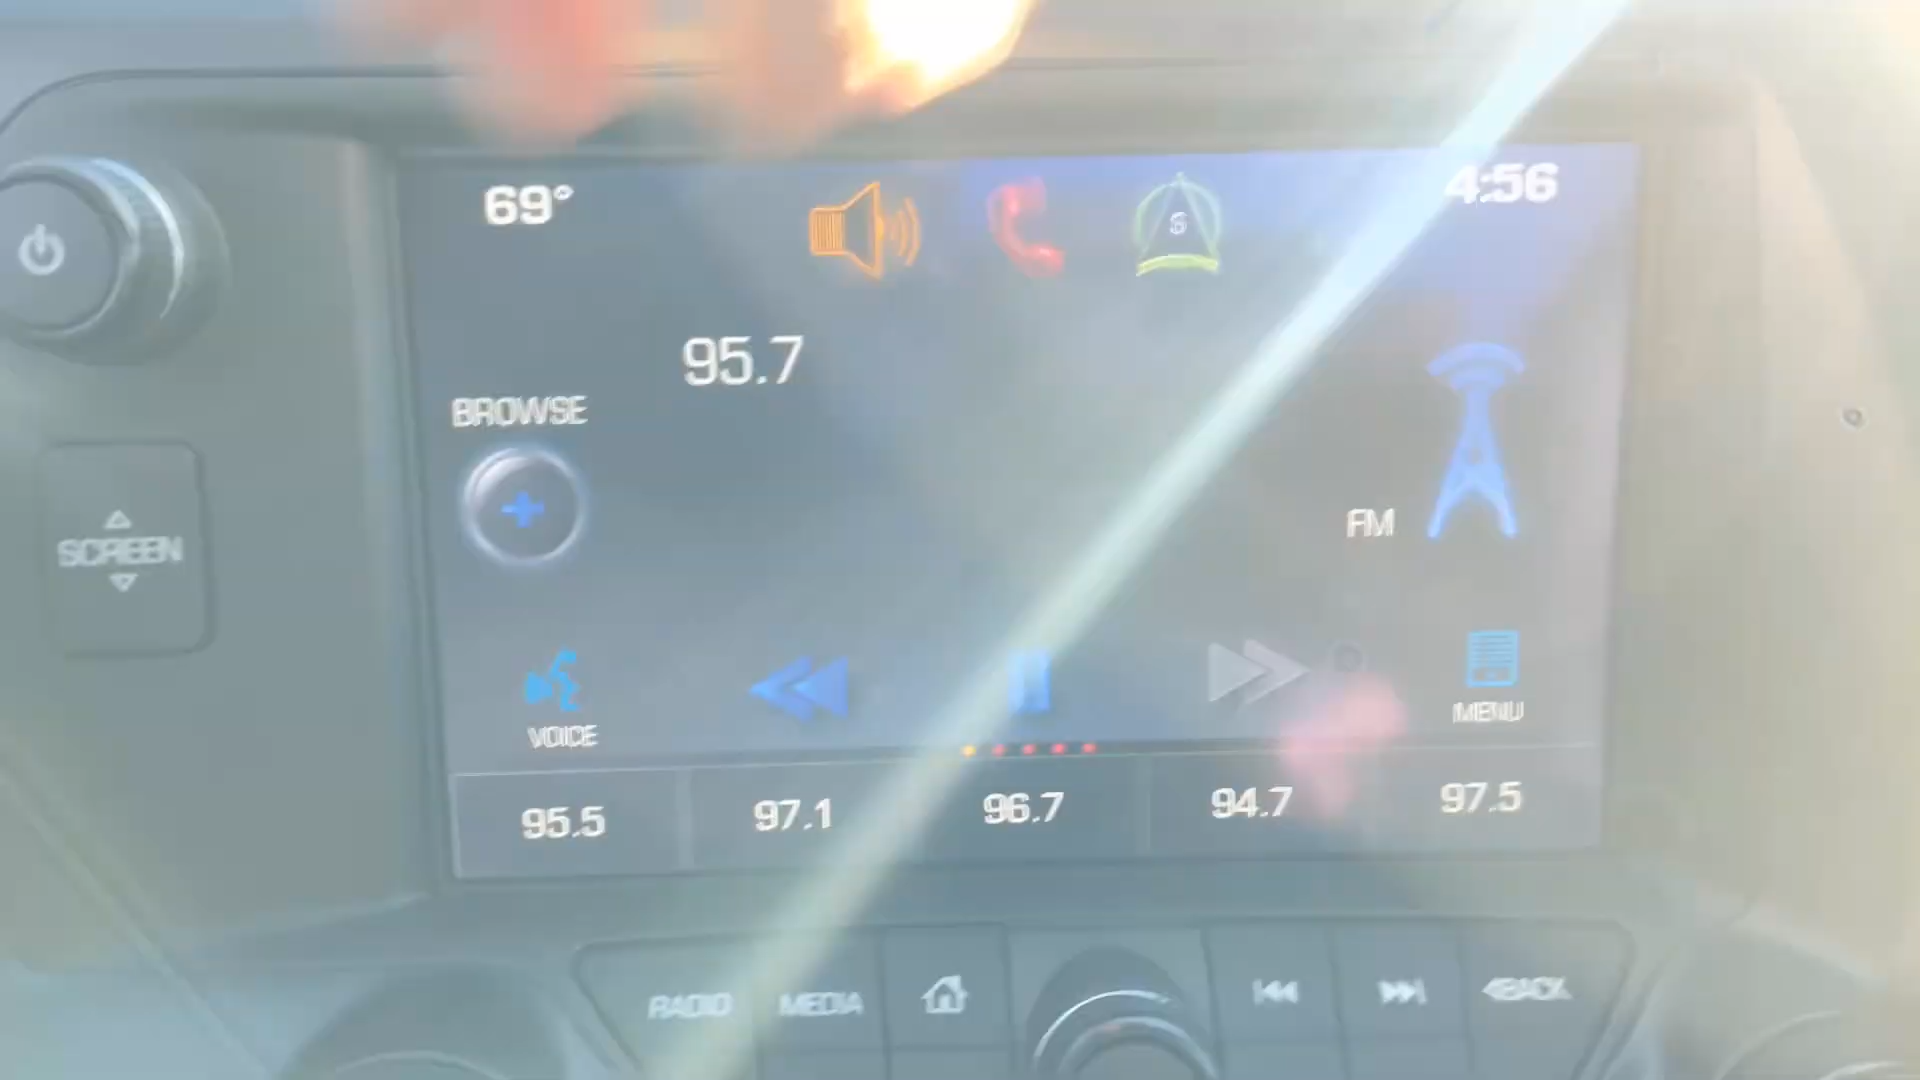 69°
4:56
95.7
BROWSE
FM
SCREEN
VOICE
MENU
95.5
97.1
96.7
94.7
97.5
RADIO
MEDIA
BACK